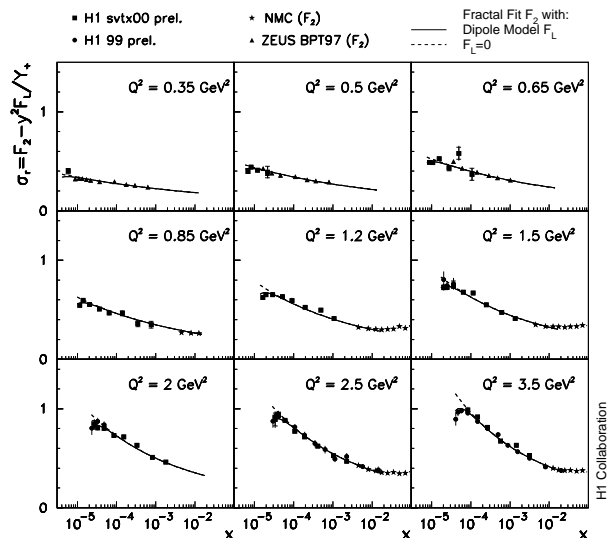 H1 svtx00 prel.
H1 99 prel.
NMC (F₂)
ZEUS BPT97 (F₂)
Fractal Fit F₂ with:
Dipole Model F_L
F_L=0
σ_r=F₂-y²F_L/Y₊
Q² = 0.35 GeV²
Q² = 0.5 GeV²
Q² = 0.65 GeV²
1
0
Q² = 0.85 GeV²
Q² = 1.2 GeV²
Q² = 1.5 GeV²
1
0
Q² = 2 GeV²
Q² = 2.5 GeV²
Q² = 3.5 GeV²
1
0
10⁻⁵ 10⁻⁴ 10⁻³ 10⁻² x
10⁻⁵ 10⁻⁴ 10⁻³ 10⁻² x
10⁻⁵ 10⁻⁴ 10⁻³ 10⁻² x
H1 Collaboration